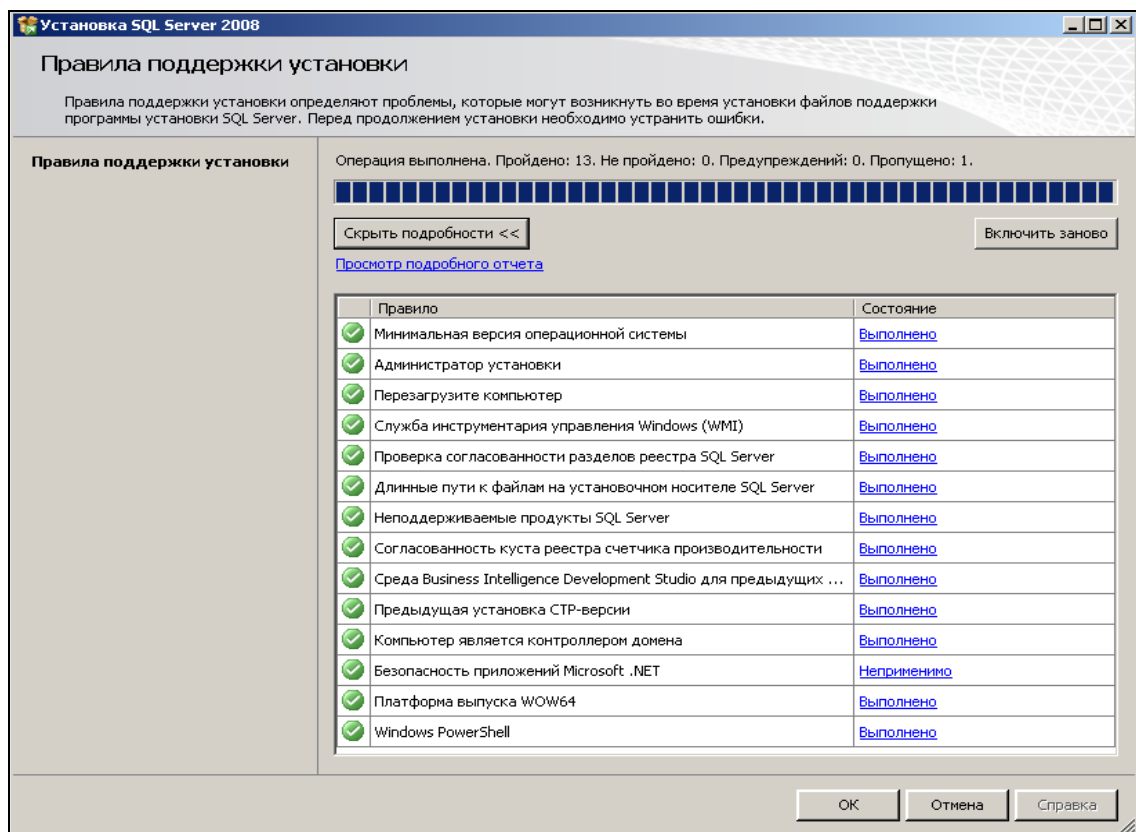 Установка SQL Server 2008
Правила поддержки установки
Правила поддержки установки определяют проблемы, которые могут возникнуть во время установки файлов поддержки
программы установки SQL Server. Перед продолжением установки необходимо устранить ошибки.
Правила поддержки установки
Операция выполнена. Пройдено: 13. Не пройдено: 0. Предупреждений: 0. Пропущено: 1.
Скрыть подробности <<
Включить заново
Просмотр подробного отчета
Правило Состояние
Минимальная версия операционной системы Выполнено
Администратор установки Выполнено
Перезагрузите компьютер Выполнено
Служба инструментария управления Windows (WMI) Выполнено
Проверка согласованности разделов реестра SQL Server Выполнено
Длинные пути к файлам на установочном носителе SQL Server Выполнено
Неподдерживаемые продукты SQL Server Выполнено
Согласованность куста реестра счетчика производительности Выполнено
Среда Business Intelligence Development Studio для предыдущих ... Выполнено
Предыдущая установка CTP-версии Выполнено
Компьютер является контроллером домена Выполнено
Безопасность приложений Microsoft .NET Неприменимо
Платформа выпуска WOW64 Выполнено
Windows PowerShell Выполнено
ОК Отмена Справка